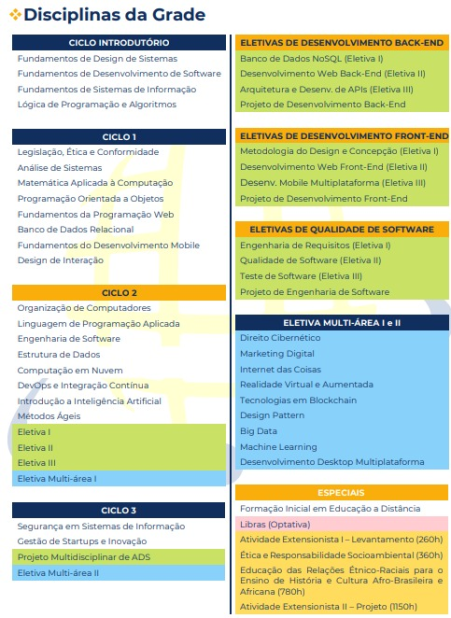 Disciplinas da Grade
CICLO INTRODUTÓRIO
Fundamentos de Design de Sistemas
Fundamentos de Desenvolvimento de Software
Fundamentos de Sistemas de Informação
Lógica de Programação e Algoritmos
CICLO 1
Legislação, Ética e Conformidade
Análise de Sistemas
Matemática Aplicada à Computação
Programação Orientada a Objetos
Fundamentos da Programação Web
Banco de Dados Relacional
Fundamentos do Desenvolvimento Mobile
Design de Interação
CICLO 2
Organização de Computadores
Linguagem de Programação Aplicada
Engenharia de Software
Estrutura de Dados
Computação em Nuvem
DevOps e Integração Contínua
Introdução a Inteligência Artificial
Métodos Ágeis
Eletiva I
Eletiva II
Eletiva III
Eletiva Multi-área I
CICLO 3
Segurança em Sistemas de Informação
Gestão de Startups e Inovação
Projeto Multidisciplinar de ADS
Eletiva Multi-área II
ELETIVAS DE DESENVOLVIMENTO BACK-END
Banco de Dados NoSQL (Eletiva I)
Desenvolvimento Web Back-End (Eletiva II)
Arquitetura e Desenv. de APIs (Eletiva III)
Projeto de Desenvolvimento Back-End
ELETIVAS DE DESENVOLVIMENTO FRONT-END
Metodologia do Design e Concepção (Eletiva I)
Desenvolvimento Web Front-End (Eletiva II)
Desenv. Mobile Multiplataforma (Eletiva III)
Projeto de Desenvolvimento Front-End
ELETIVAS DE QUALIDADE DE SOFTWARE
Engenharia de Requisitos (Eletiva I)
Qualidade de Software (Eletiva II)
Teste de Software (Eletiva III)
Projeto de Engenharia de Software
ELETIVA MULTI-ÁREA I e II
Direito Cibernético
Marketing Digital
Internet das Coisas
Realidade Virtual e Aumentada
Tecnologias em Blockchain
Design Pattern
Big Data
Machine Learning
Desenvolvimento Desktop Multiplataforma
ESPECIAIS
Formação Inicial em Educação a Distância
Libras (Optativa)
Atividade Extensionista I – Levantamento (260h)
Ética e Responsabilidade Socioambiental (360h)
Educação das Relações Étnico-Raciais para o
Ensino de História e Cultura Afro-Brasileira e
Africana (780h)
Atividade Extensionista II – Projeto (1150h)